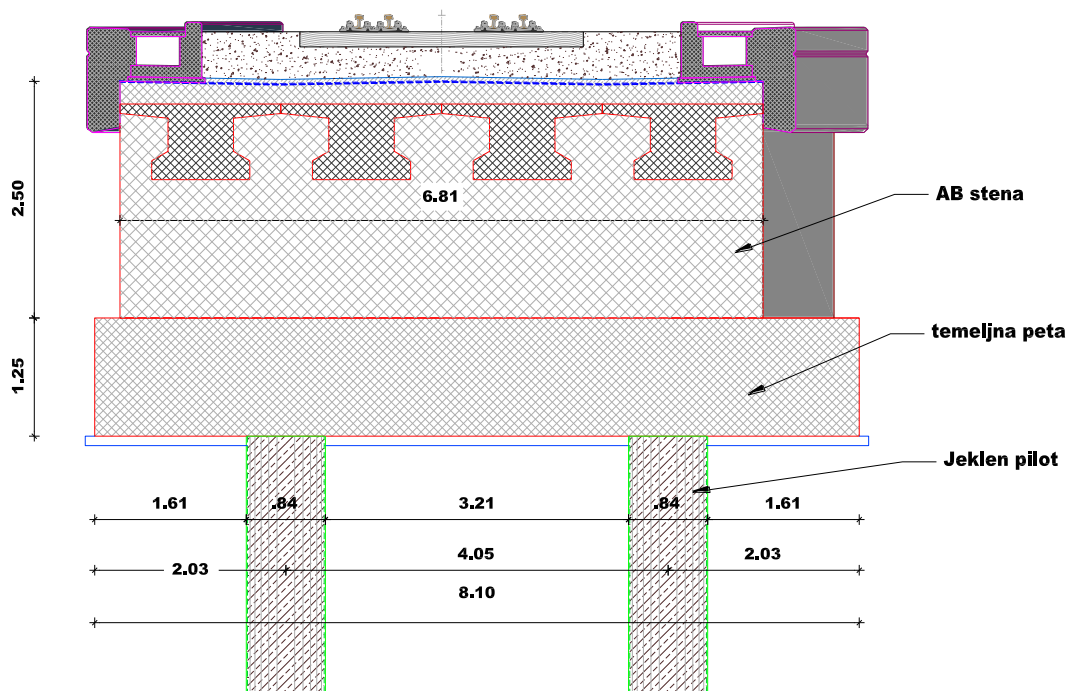 2.50
6.81
AB stena
1.25
temeljna peta
Jeklen pilot
1.61 .84 3.21 .84 1.61
2.03 4.05 2.03
8.10